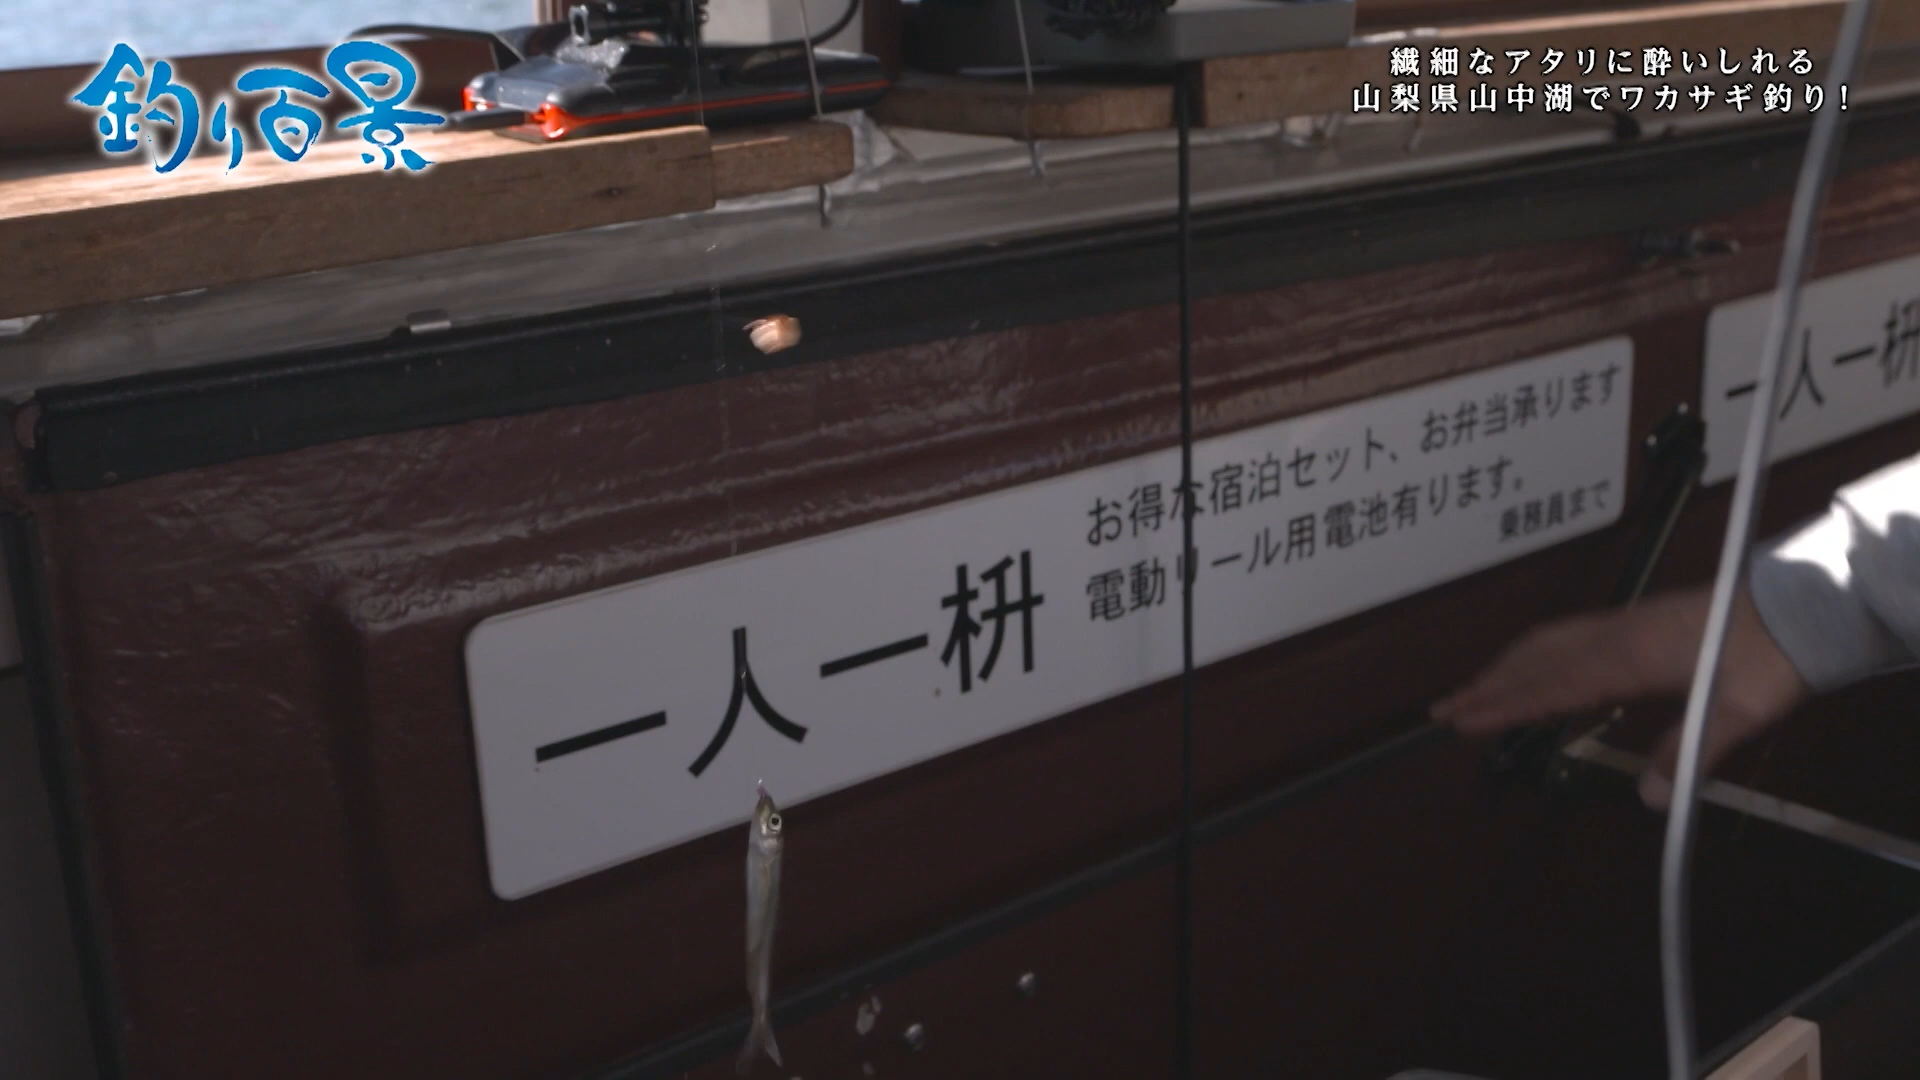 釣り百景
繊細なアタリに酔いしれる
山梨県山中湖でワカサギ釣り!
一人一枡
お得な宿泊セット、お弁当承ります
電動リール用電池有ります。
乗務員まで
一人一枡